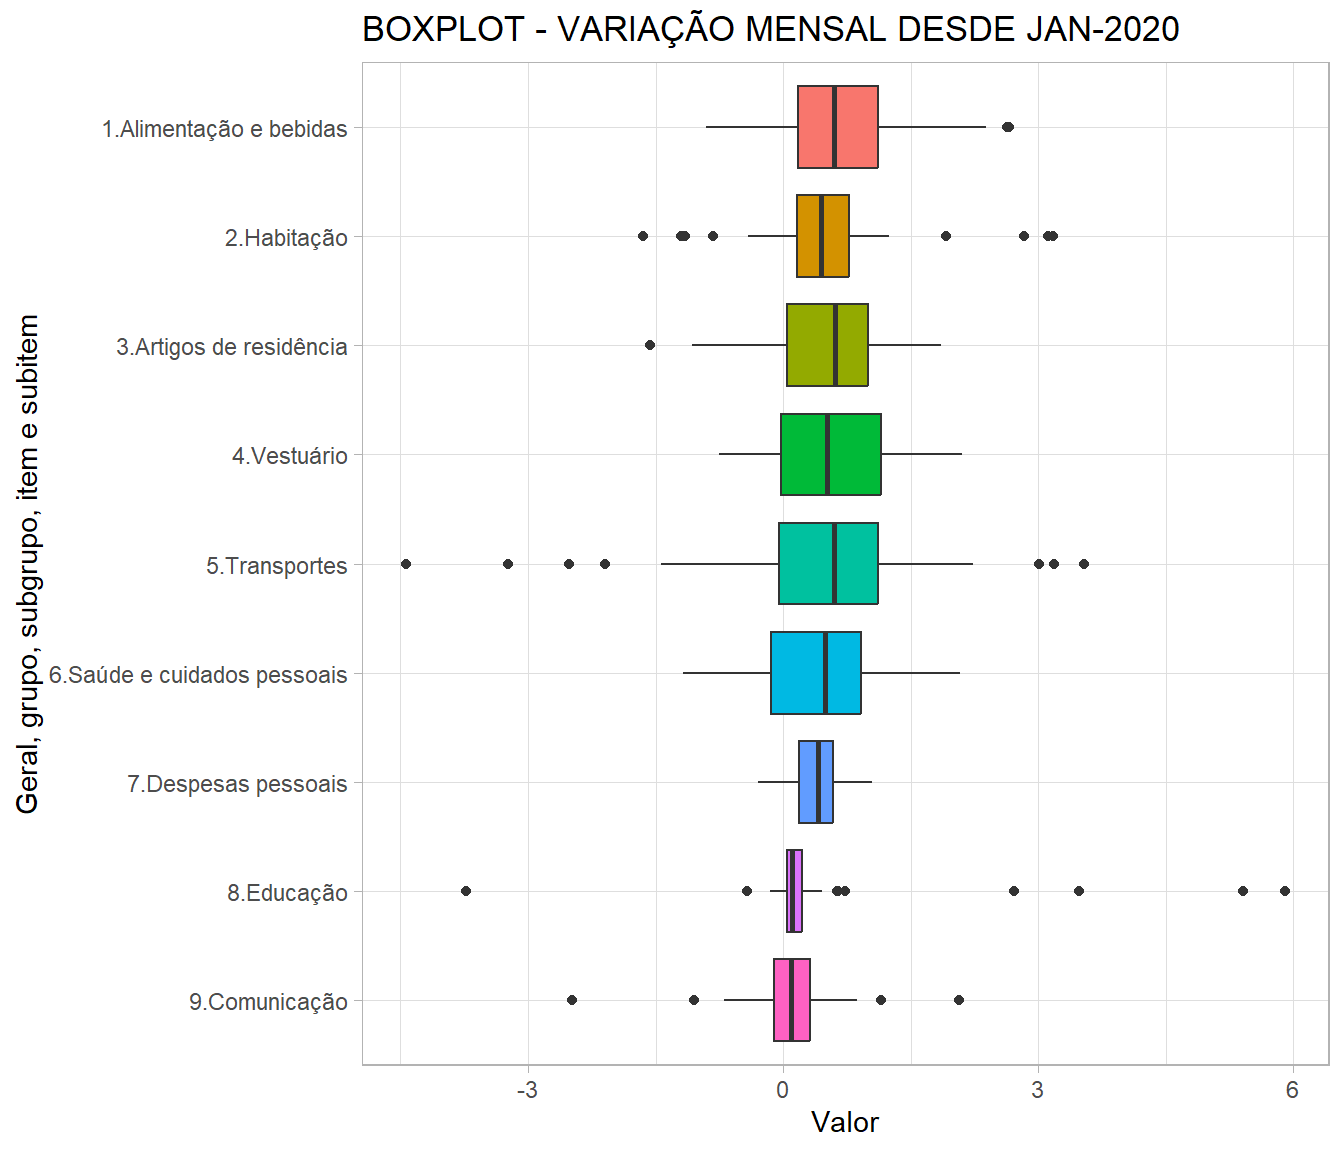 BOXPLOT - VARIAÇÃO MENSAL DESDE JAN-2020
Geral, grupo, subgrupo, item e subitem
1.Alimentação e bebidas
2.Habitação
3.Artigos de residência
4.Vestuário
5.Transportes
6.Saúde e cuidados pessoais
7.Despesas pessoais
8.Educação
9.Comunicação
-3 0 3 6
Valor